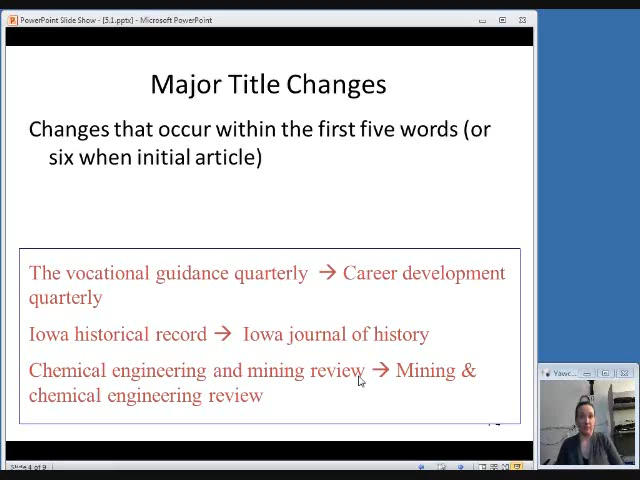 PowerPoint Slide Show - [5.1.pptx] - Microsoft PowerPoint
Major Title Changes
Changes that occur within the first five words (or
six when initial article)
The vocational guidance quarterly → Career development
quarterly
Iowa historical record → Iowa journal of history
Chemical engineering and mining review → Mining &
chemical engineering review
Slide 4 of 9
Yawc